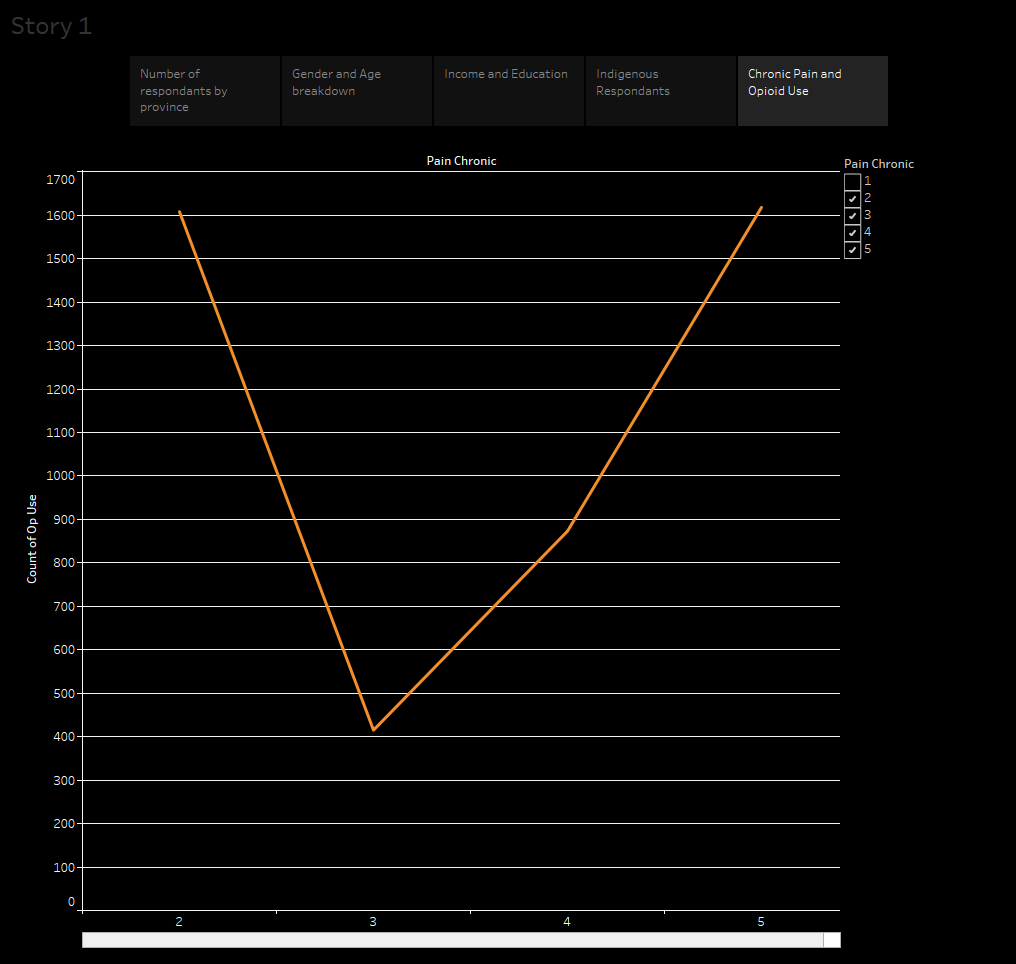 Story 1
Number of
respondants by
province
Gender and Age
breakdown
Income and Education
Indigenous
Respondants
Chronic Pain and
Opioid Use
Pain Chronic
Pain Chronic
1
2
3
4
5
1700
1600
1500
1400
1300
1200
1100
1000
900
800
700
600
500
400
300
200
100
0
Count of Op Use
2 3 4 5